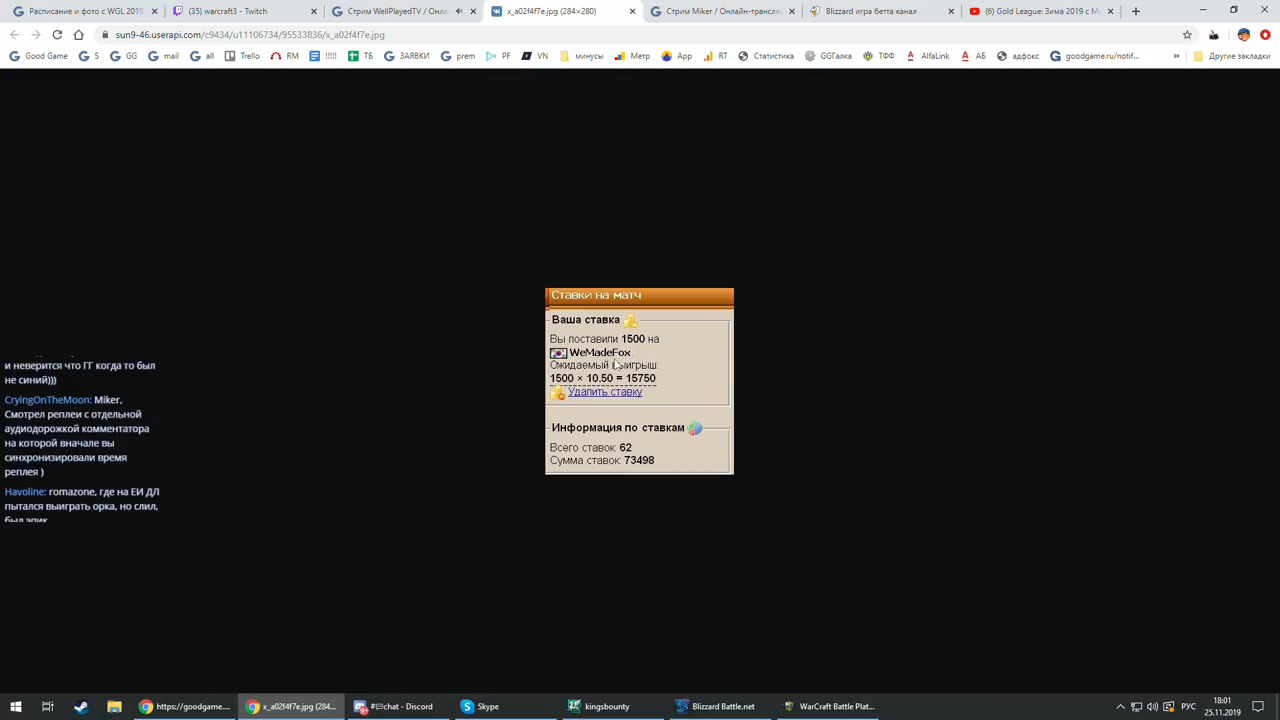 Расписание и фото с WGL 2019
(35) warcraft3 - Twitch
Стрим WellPlayedTV / Онла
x_a02f4f7e.jpg (284×280)
Стрим Miker / Онлайн-трансля
Blizzard игра бетта канал
(6) Gold League: Зима 2019 с M
sun9-46.userapi.com/c9434/u11106734/95533836/x_a02f4f7e.jpg
Good Game
S
GG
mail
all
Trello
RM
!!!!
ТБ
ЗАЯВКИ
prem
PF
VN
минусы
Метр
App
RT
Статистика
GGГалка
ТФФ
AlfaLink
АБ
адфокс
goodgame.ru/notif...
»
Другие закладки
Ставки на матч
Ваша ставка
Вы поставили 1500 на
WeMadeFox
Ожидаемый выигрыш:
1500 × 10.50 = 15750
Удалить ставку
Информация по ставкам
Всего ставок: 62
Сумма ставок: 73498
и неверится что ГГ когда то был
не синий)))
CryingOnTheMoon: Miker,
Смотрел реплеи с отдельной
аудиодорожкой комментатора
на которой вначале вы
синхронизировали время
реплея )
Havoline: romazone, где на ЕИ ДЛ
пытался выиграть орка, но слил,
был эпик
https://goodgame....
x_a02f4f7e.jpg (284...
chat - Discord
Skype
kingsbounty
Blizzard Battle.net
WarCraft Battle Plat...
РУС
18:01
25.11.2019